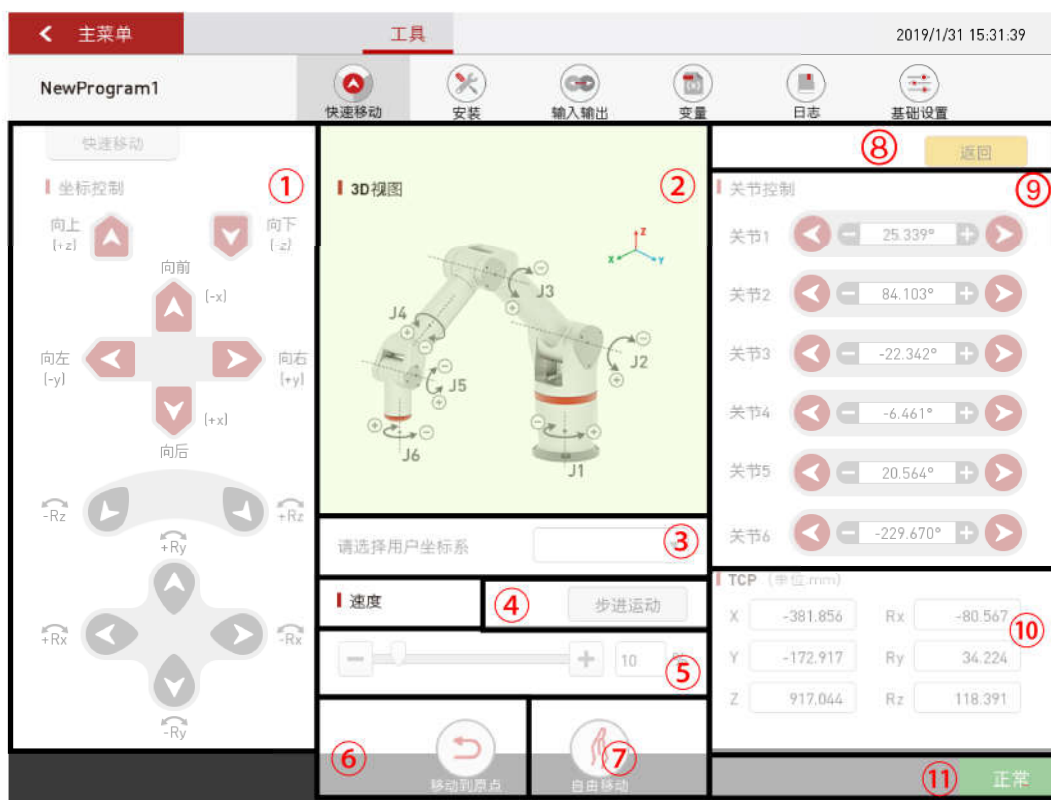 主菜单
工具
2019/1/31 15:31:39
NewProgram1
快速移动
安装
输入输出
变量
日志
基础设置
快速移动
坐标控制
①
向上
(+z)
向下
(-z)
向前
(-x)
向左
(-y)
向右
(+y)
(+x)
向后
-Rz
+Rz
+Ry
+Rx
-Rx
-Ry
3D视图
②
z
x
y
J3
J4
J2
J5
J6
J1
请选择用户坐标系
③
速度
④
步进运动
10
⑤
⑥
移动到原点
⑦
自由移动
⑧
返回
关节控制
⑨
关节1
25.339°
关节2
84.103°
关节3
-22.342°
关节4
-6.461°
关节5
20.564°
关节6
-229.670°
TCP (单位:mm)
X -381.856 Rx -80.567
⑩
Y -172.917 Ry 34.224
Z 917.044 Rz 118.391
⑪
正常